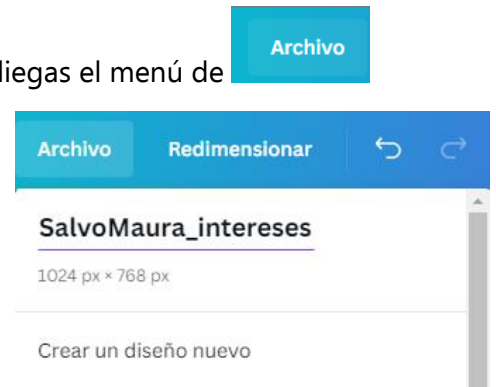 liegas el menú de Archivo
Archivo Redimensionar
SalvoMaura_intereses
1024 px × 768 px
Crear un diseño nuevo